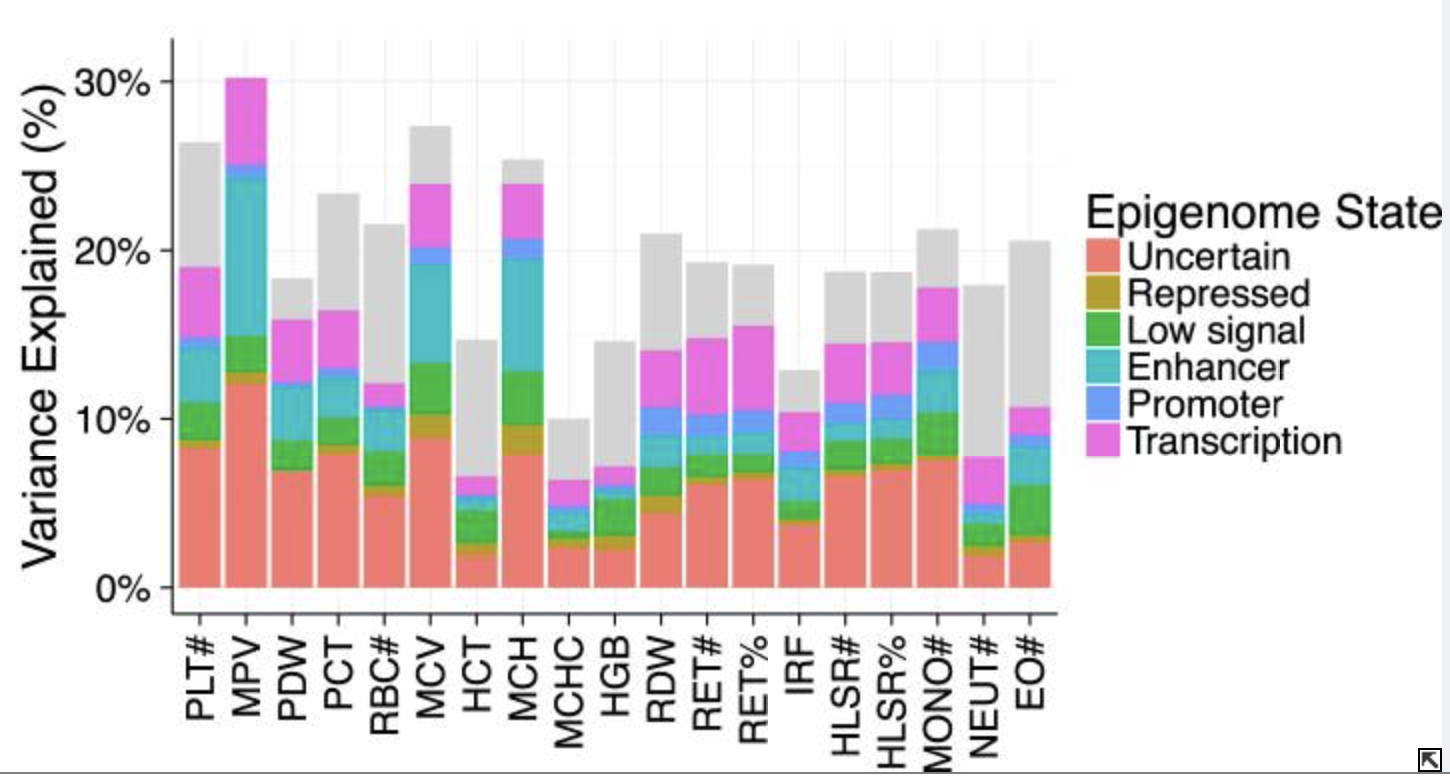 Variance Explained (%)
30%
20%
10%
0%
PLT#
MPV
PDW
PCT
RBC#
MCV
HCT
MCH
MCHC
HGB
RDW
RET#
RET%
IRF
HLSR#
HLSR%
MONO#
NEUT#
EO#
Epigenome State
Uncertain
Repressed
Low signal
Enhancer
Promoter
Transcription